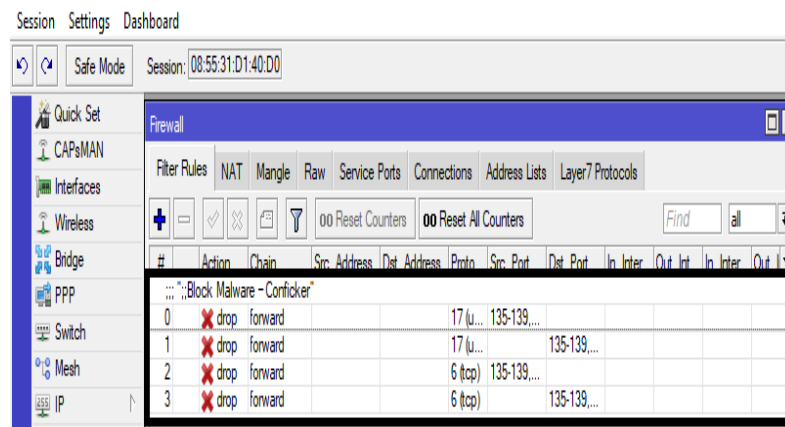 Session Settings Dashboard
Safe Mode Session: 08:55:31:D1:40:D0
Quick Set
CAPsMAN
Interfaces
Wireless
Bridge
PPP
Switch
Mesh
IP
Firewall
Filter Rules NAT Mangle Raw Service Ports Connections Address Lists Layer7 Protocols
00 Reset Counters 00 Reset All Counters Find all
# Action Chain Src. Address Dst. Address Proto... Src. Port Dst. Port In. Inter... Out. Int... In. Inter... Out. I
;;; ";;Block Malware - Conficker"
0 drop forward 17 (u... 135-139,...
1 drop forward 17 (u... 135-139,...
2 drop forward 6 (tcp) 135-139,...
3 drop forward 6 (tcp) 135-139,...